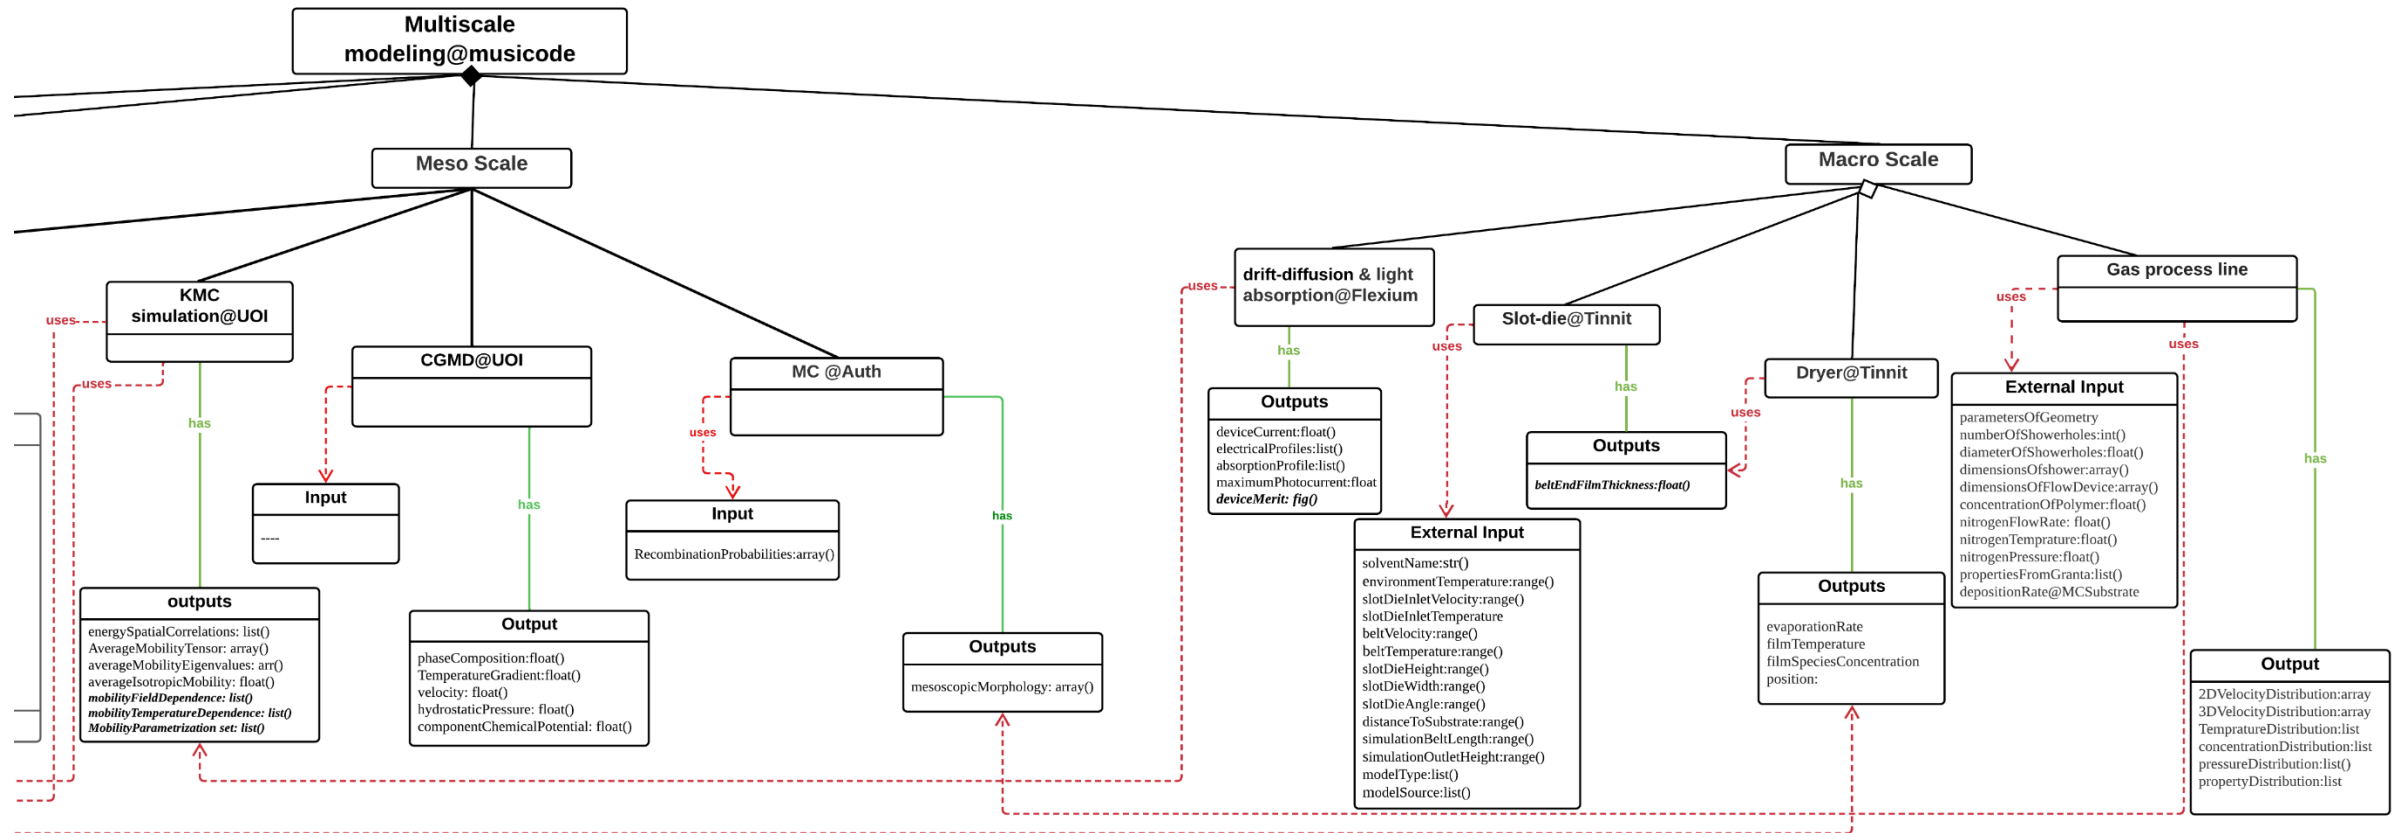 Multiscale
modeling@musicode
Meso Scale
Macro Scale
KMC
simulation@UOI
uses
uses
has
outputs
energySpatialCorrelations: list()
AverageMobilityTensor: array()
averageMobilityEigenvalues: arr()
averageIsotropicMobility: float()
mobilityFieldDependence: list()
mobilityTemperatureDependence: list()
MobilityParametrization set: list()
CGMD@UOI
Input
----
has
Output
phaseComposition:float()
TemperatureGradient:float()
velocity: float()
hydrostaticPressure: float()
componentChemicalPotential: float()
MC @Auth
uses
Input
RecombinationProbabilities:array()
has
Outputs
mesoscopicMorphology: array()
drift-diffusion & light
absorption@Flexium
uses
has
Outputs
deviceCurrent:float()
electricalProfiles:list()
absorptionProfile:list()
maximumPhotocurrent:float
deviceMerit: fig()
Slot-die@Tinnit
uses
External Input
solventName:str()
environmentTemperature:range()
slotDieInletVelocity:range()
slotDieInletTemperature
beltVelocity:range()
beltTemperature:range()
slotDieHeight:range()
slotDieWidth:range()
slotDieAngle:range()
distanceToSubstrate:range()
simulationBeltLength:range()
simulationOutletHeight:range()
modelType:list()
modelSource:list()
has
Outputs
beltEndFilmThickness:float()
Dryer@Tinnit
uses
has
Outputs
evaporationRate
filmTemperature
filmSpeciesConcentration
position:
Gas process line
uses
External Input
parametersOfGeometry
numberOfShowerholes:int()
diameterOfShowerholes:float()
dimensionsOfshower:array()
dimensionsOfFlowDevice:array()
concentrationOfPolymer:float()
nitrogenFlowRate: float()
nitrogenTemprature:float()
nitrogenPressure:float()
propertiesFromGranta:list()
depositionRate@MCSubstrate
uses
has
Output
2DVelocityDistribution:array
3DVelocityDistribution:array
TempratureDistribution:list
concentrationDistribution:list
pressureDistribution:list()
propertyDistribution:list